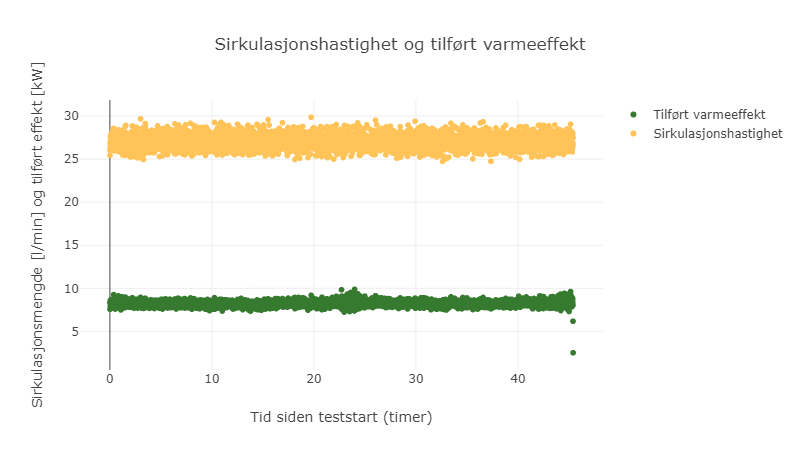 Sirkulasjonshastighet og tilført varmeeffekt
Sirkulasjonsmengde [l/min] og tilført effekt [kW]
30
25
20
15
10
5
0
10
20
30
40
Tid siden teststart (timer)
Tilført varmeeffekt
Sirkulasjonshastighet